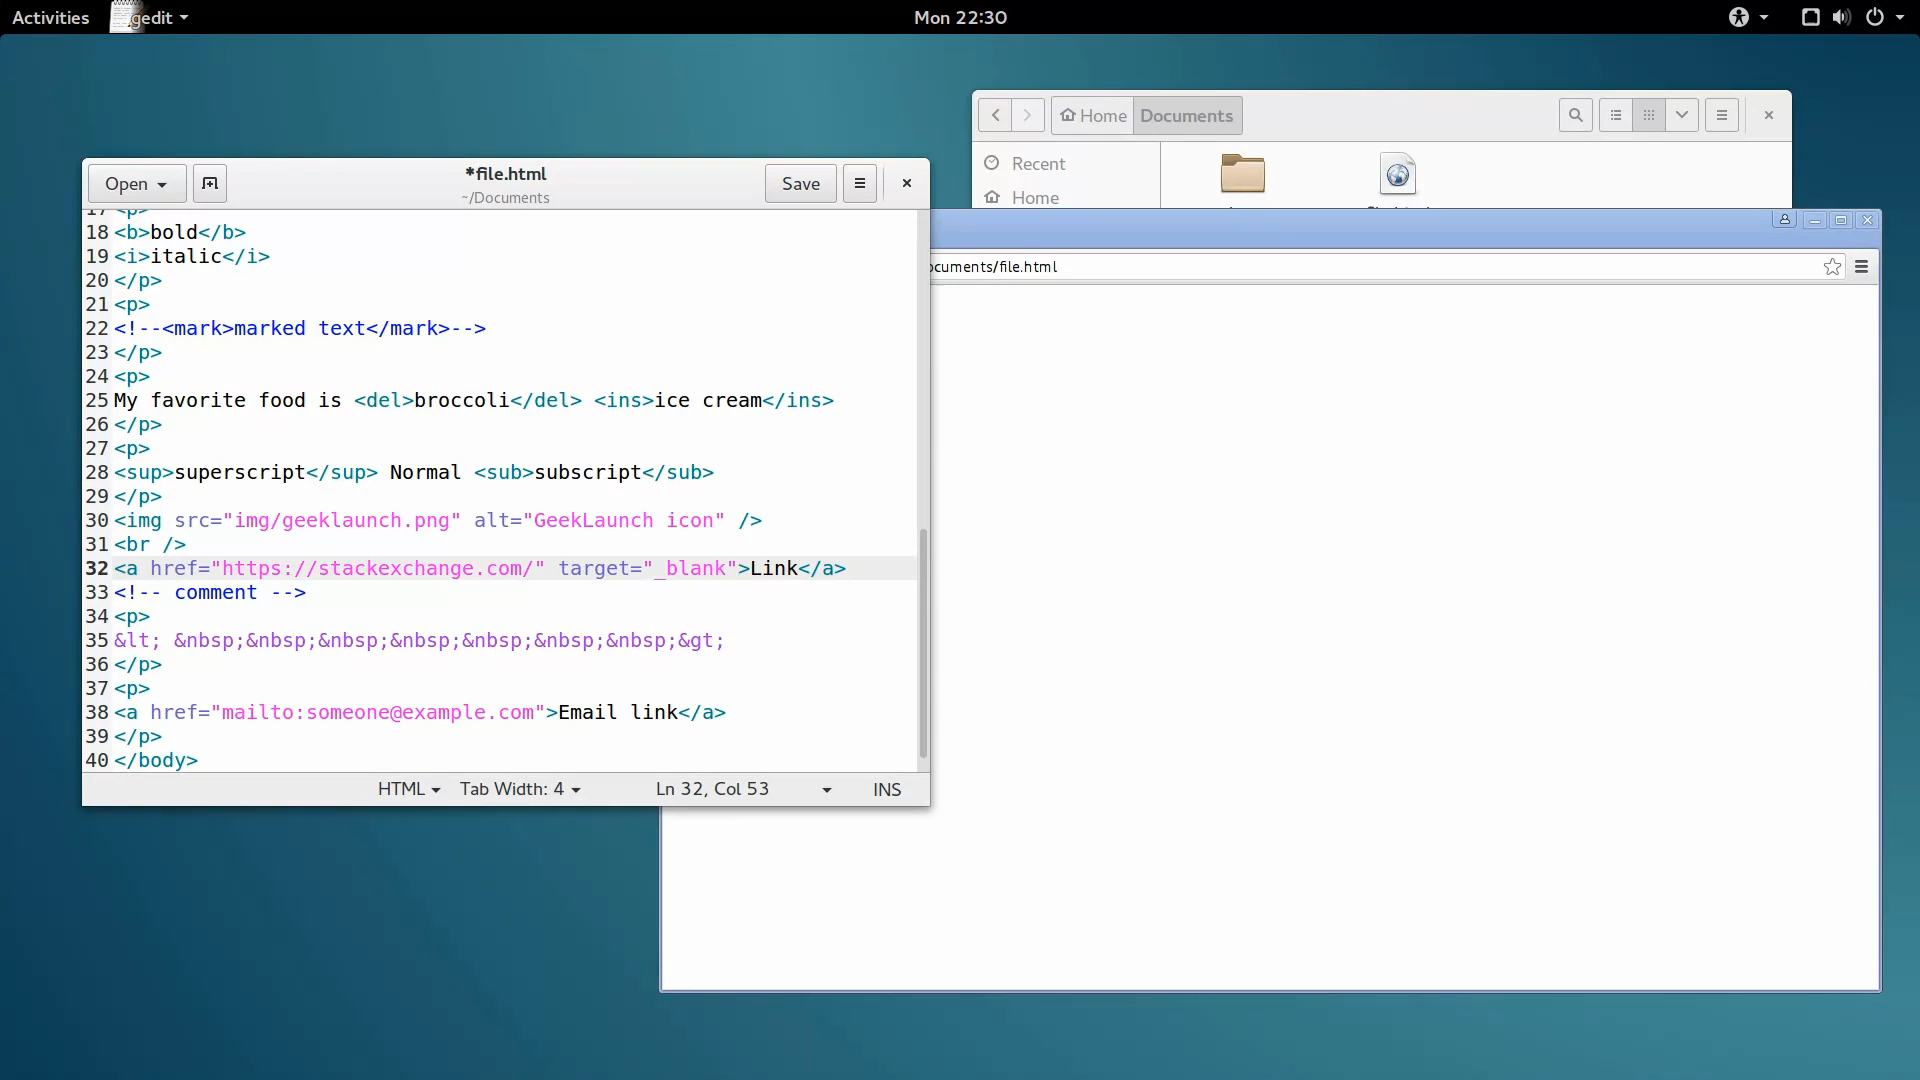 Activities gedit Mon 22:30
Home Documents
Recent
Home
Open *file.html Save
~/Documents
17 <p>
18 <b>bold</b>
19 <i>italic</i>
20 </p>
21 <p>
22 <!--<mark>marked text</mark>-->
23 </p>
24 <p>
25 My favorite food is <del>broccoli</del> <ins>ice cream</ins>
26 </p>
27 <p>
28 <sup>superscript</sup> Normal <sub>subscript</sub>
29 </p>
30 <img src="img/geeklaunch.png" alt="GeekLaunch icon" />
31 <br />
32 <a href="https://stackexchange.com/" target="_blank">Link</a>
33 <!-- comment -->
34 <p>
35 &lt; &nbsp;&nbsp;&nbsp;&nbsp;&nbsp;&nbsp;&nbsp;&gt;
36 </p>
37 <p>
38 <a href="mailto:someone@example.com">Email link</a>
39 </p>
40 </body>
HTML Tab Width: 4 Ln 32, Col 53 INS
ocuments/file.html